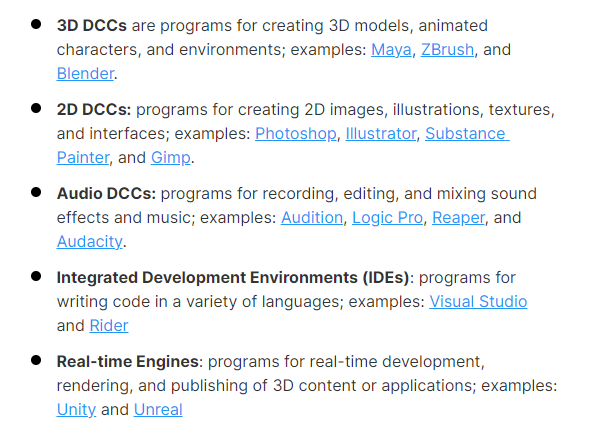 3D DCCs are programs for creating 3D models, animated
characters, and environments; examples: Maya, ZBrush, and
Blender.
2D DCCs: programs for creating 2D images, illustrations, textures,
and interfaces; examples: Photoshop, Illustrator, Substance
Painter, and Gimp.
Audio DCCs: programs for recording, editing, and mixing sound
effects and music; examples: Audition, Logic Pro, Reaper, and
Audacity.
Integrated Development Environments (IDEs): programs for
writing code in a variety of languages; examples: Visual Studio
and Rider
Real-time Engines: programs for real-time development,
rendering, and publishing of 3D content or applications; examples:
Unity and Unreal